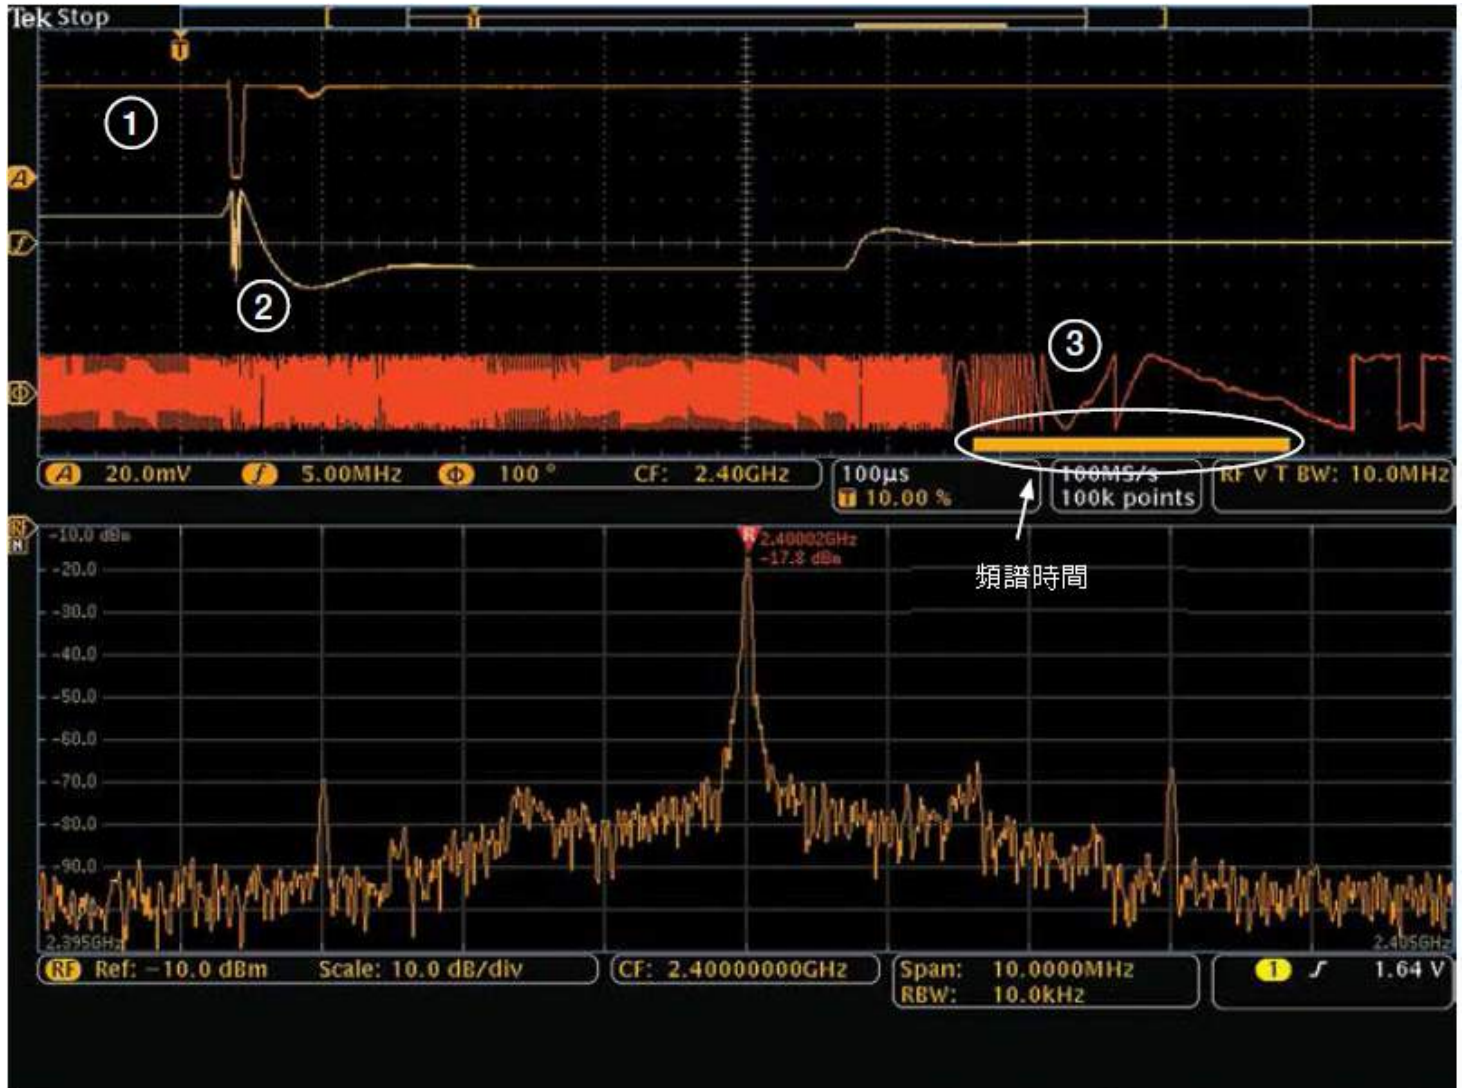 Tek Stop
T
T
1
A
f
2
3
Φ
A 20.0mV f 5.00MHz Φ 100 ° CF: 2.40GHz
100µs
T 10.00 %
100MS/s
100k points
RF v T BW: 10.0MHz
RF
N
-10.0 dBm
R 2.40002GHz
-17.8 dBm
-20.0
頻譜時間
-30.0
-40.0
-50.0
-60.0
-70.0
-80.0
-90.0
2.395GHz
2.405GHz
RF Ref: -10.0 dBm Scale: 10.0 dB/div
CF: 2.40000000GHz
Span: 10.0000MHz
RBW: 10.0kHz
1 1.64 V